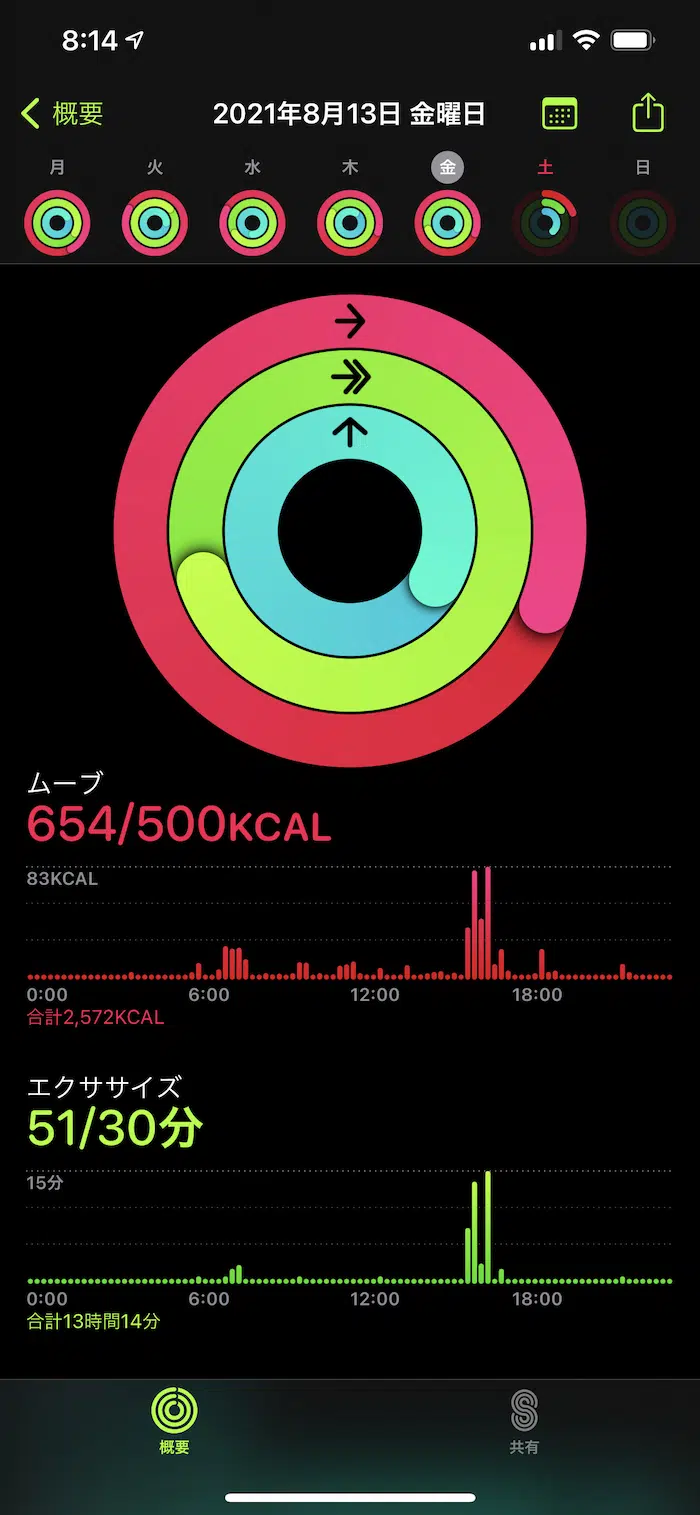 8:14
概要
2021年8月13日 金曜日
月 火 水 木 金 土 日
ムーブ
654/500KCAL
83KCAL
0:00 6:00 12:00 18:00
合計2,572KCAL
エクササイズ
51/30分
15分
0:00 6:00 12:00 18:00
合計13時間14分
概要 共有